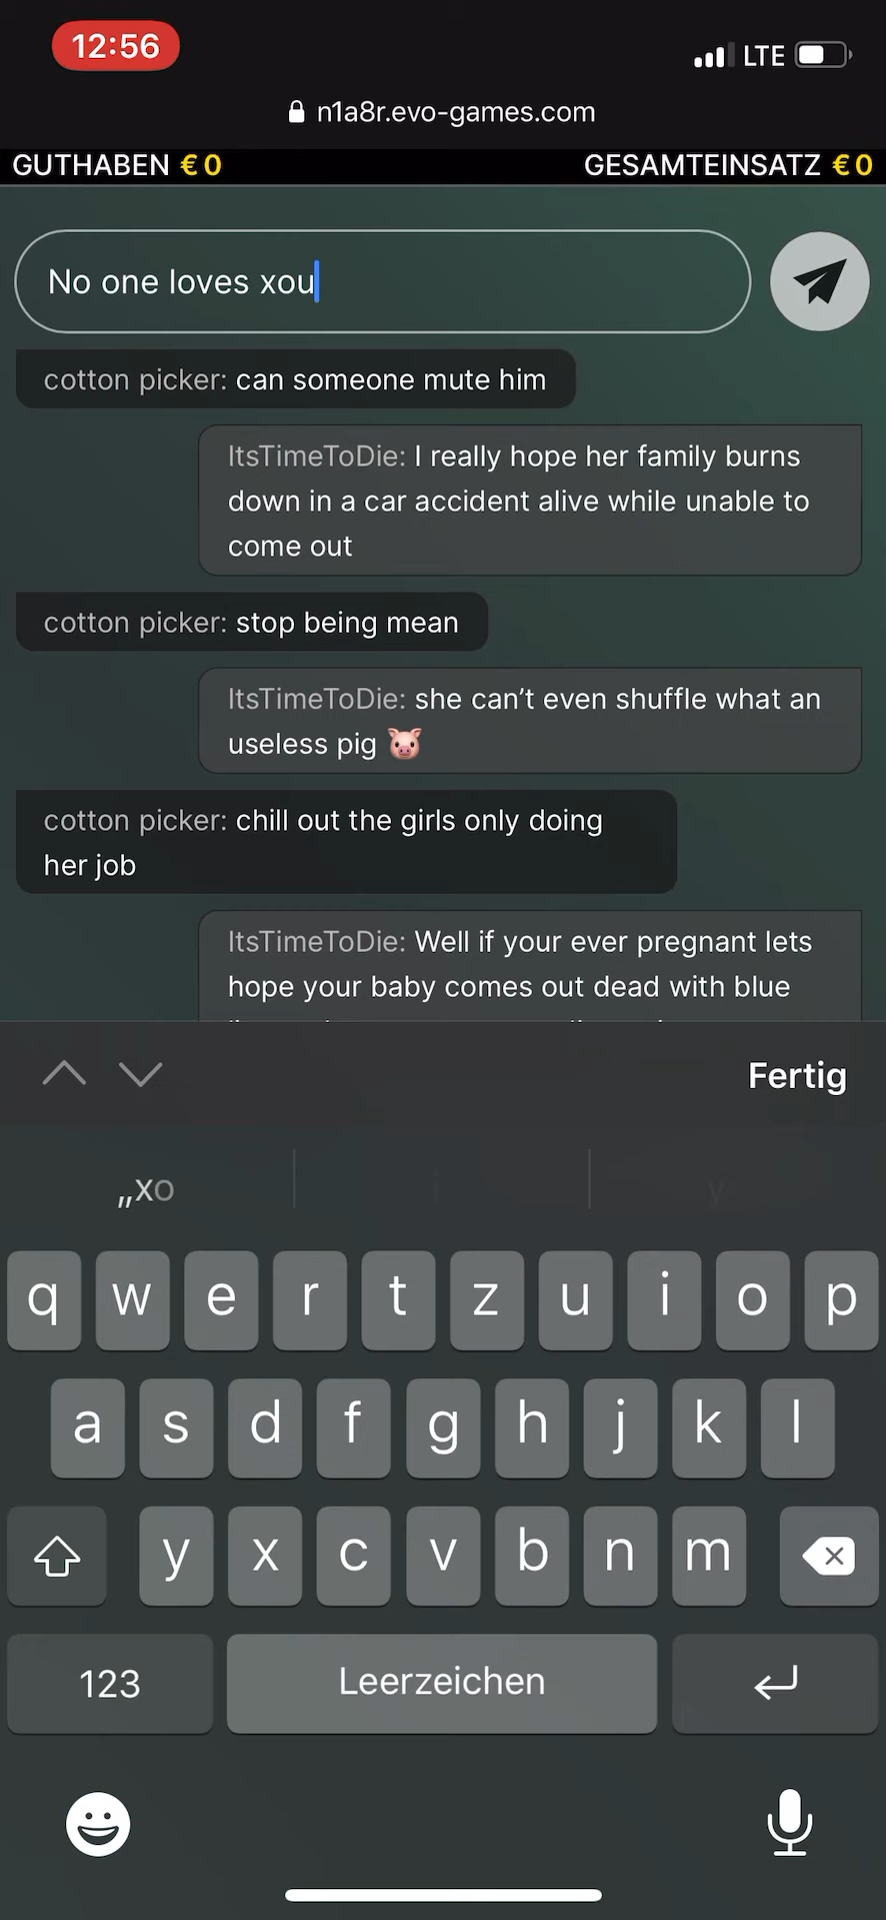 12:56
LTE
n1a8r.evo-games.com
GUTHABEN € 0 GESAMTEINSATZ € 0
No one loves xou
cotton picker: can someone mute him
ItsTimeToDie: I really hope her family burns
down in a car accident alive while unable to
come out
cotton picker: stop being mean
ItsTimeToDie: she can’t even shuffle what an
useless pig 🐷
cotton picker: chill out the girls only doing
her job
ItsTimeToDie: Well if your ever pregnant lets
hope your baby comes out dead with blue
Fertig
„xo i y
q w e r t z u i o p
a s d f g h j k l
y x c v b n m
123 Leerzeichen